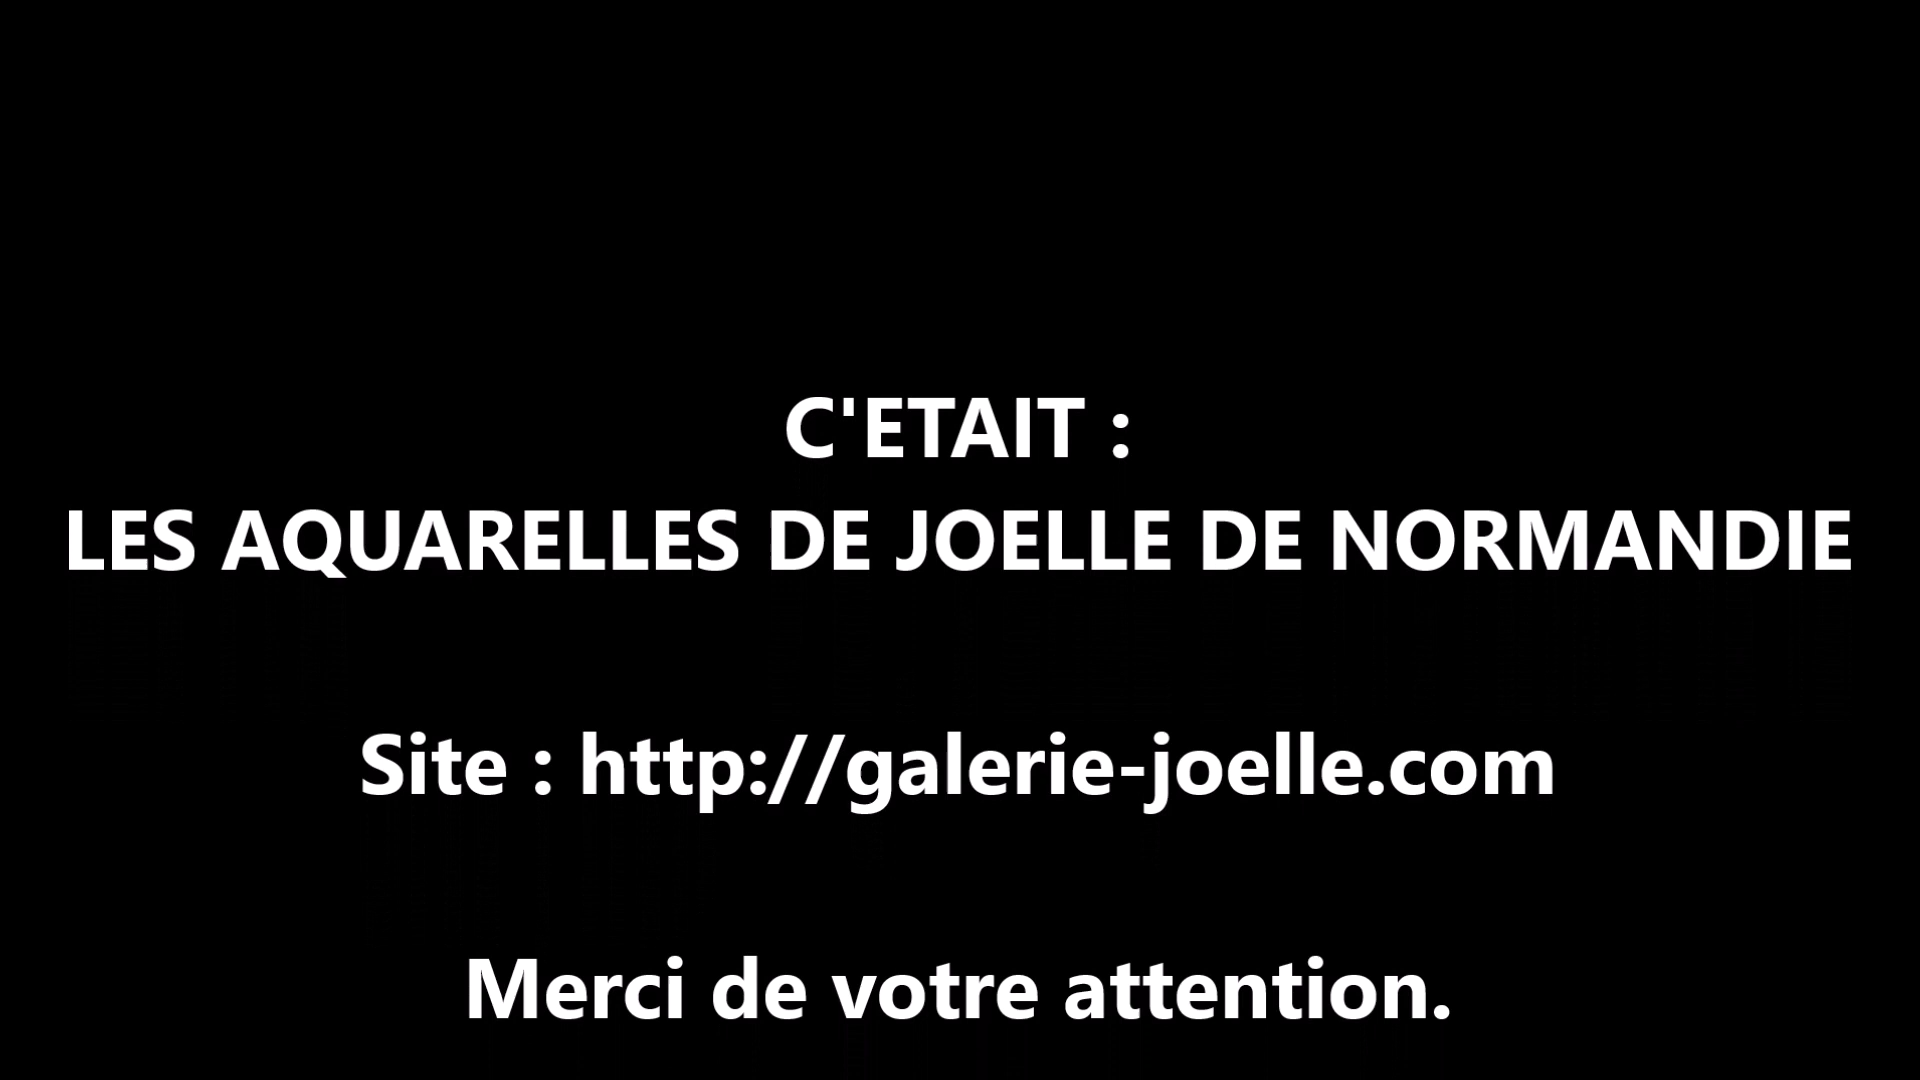 C'ETAIT :
LES AQUARELLES DE JOELLE DE NORMANDIE
Site : http://galerie-joelle.com
Merci de votre attention.